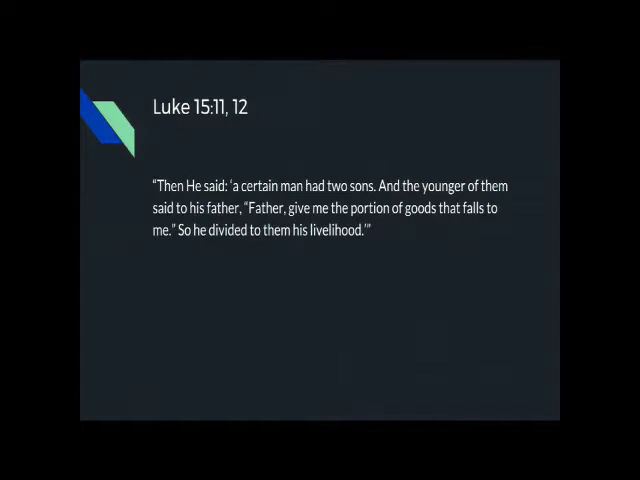 Luke 15:11, 12
“Then He said: ‘a certain man had two sons. And the younger of them
said to his father, “Father, give me the portion of goods that falls to
me.” So he divided to them his livelihood.’”